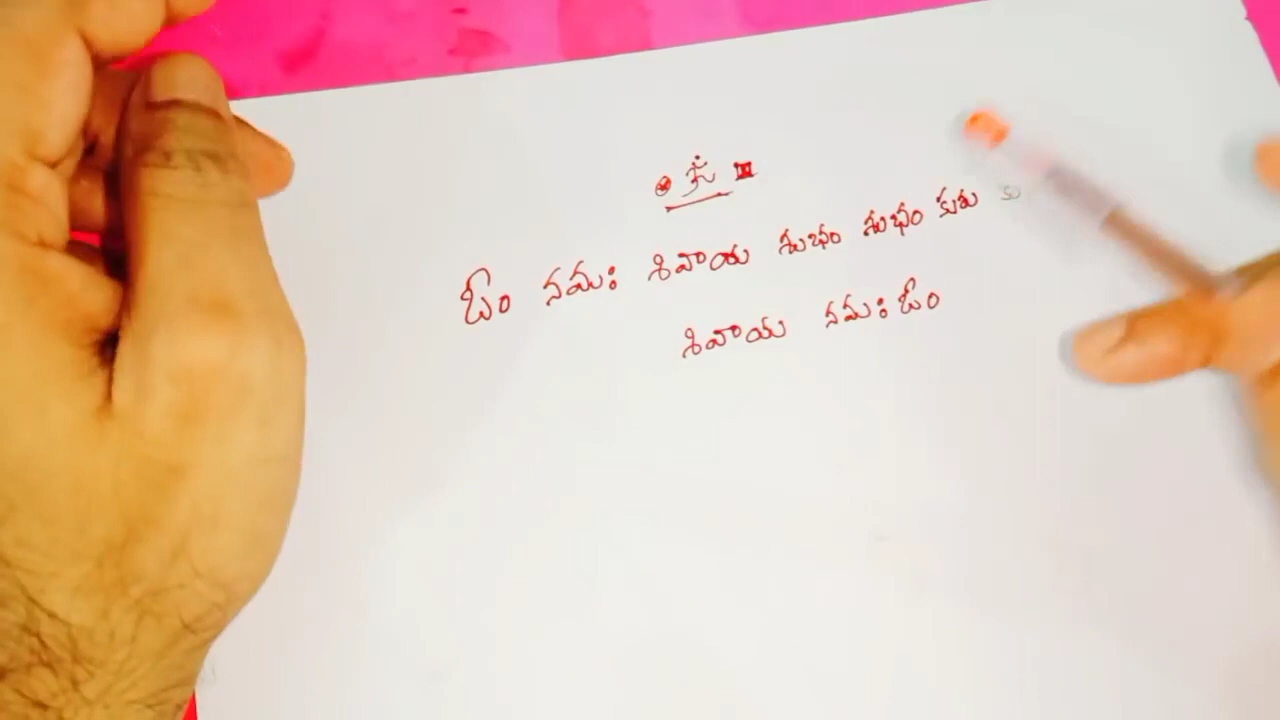 ఓం నమః శివాయ శుభం శుభం కురు కు
శివాయ నమః ఓం